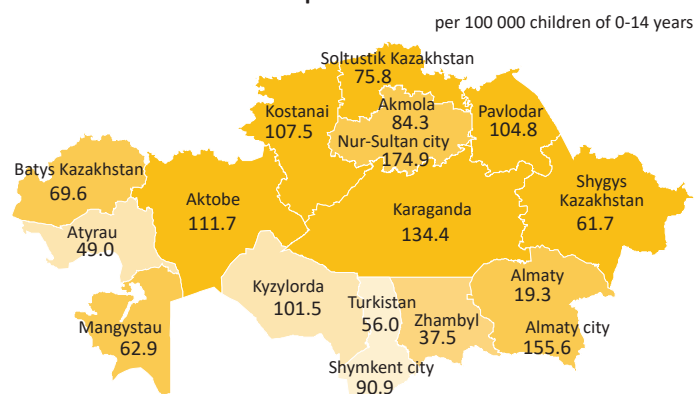 per 100 000 children of 0-14 years
Soltustik Kazakhstan
75.8
Kostanai
107.5
Akmola
84.3
Nur-Sultan city
174.9
Pavlodar
104.8
Batys Kazakhstan
69.6
Aktobe
111.7
Shygys
Kazakhstan
61.7
Karaganda
134.4
Atyrau
49.0
Kyzylorda
101.5
Turkistan
56.0
Zhambyl
37.5
Almaty
19.3
Mangystau
62.9
Almaty city
155.6
Shymkent city
90.9